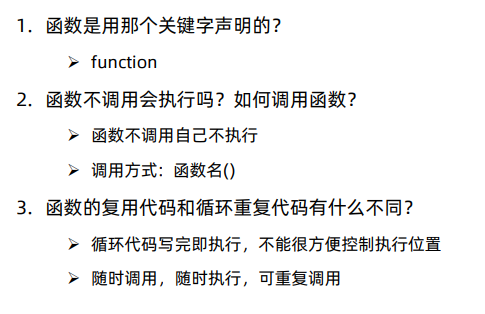 1. 函数是用那个关键字声明的？
➢ function
2. 函数不调用会执行吗？如何调用函数？
➢ 函数不调用自己不执行
➢ 调用方式：函数名()
3. 函数的复用代码和循环重复代码有什么不同？
➢ 循环代码写完即执行，不能很方便控制执行位置
➢ 随时调用，随时执行，可重复调用